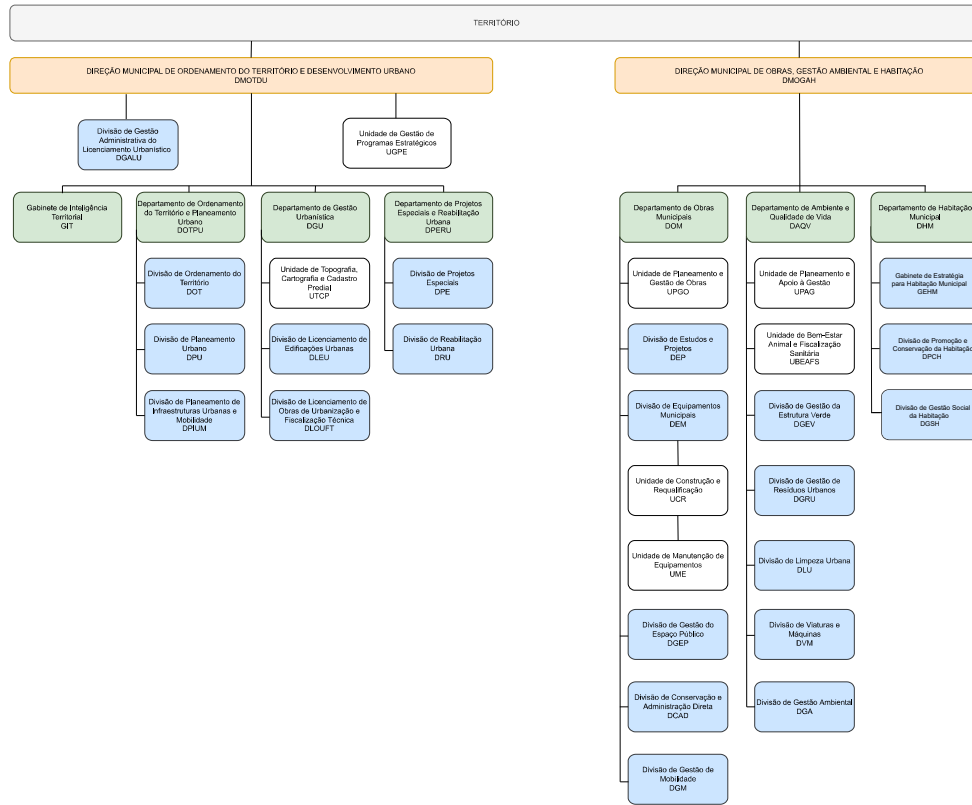 TERRITÓRIO
DIREÇÃO MUNICIPAL DE ORDENAMENTO DO TERRITÓRIO E DESENVOLVIMENTO URBANO
DMOTDU
DIREÇÃO MUNICIPAL DE OBRAS, GESTÃO AMBIENTAL E HABITAÇÃO
DMOGAH
Divisão de Gestão
Administrativa do
Licenciamento Urbanístico
DGALU
Unidade de Gestão de
Programas Estratégicos
UGPE
Gabinete de Inteligência
Territorial
GIT
Departamento de Ordenamento
do Território e Planeamento
Urbano
DOTPU
Departamento de Gestão
Urbanística
DGU
Departamento de Projetos
Especiais e Reabilitação
Urbana
DPERU
Departamento de Obras
Municipais
DOM
Departamento de Ambiente e
Qualidade de Vida
DAQV
Departamento de Habitação
Municipal
DHM
Divisão de Ordenamento do
Território
DOT
Divisão de Planeamento
Urbano
DPU
Divisão de Planeamento de
Infraestruturas Urbanas e
Mobilidade
DPIUM
Unidade de Topografia,
Cartografia e Cadastro
Predial
UTCP
Divisão de Licenciamento de
Edificações Urbanas
DLEU
Divisão de Licenciamento de
Obras de Urbanização e
Fiscalização Técnica
DLOUFT
Divisão de Projetos
Especiais
DPE
Divisão de Reabilitação
Urbana
DRU
Unidade de Planeamento e
Gestão de Obras
UPGO
Divisão de Estudos e
Projetos
DEP
Divisão de Equipamentos
Municipais
DEM
Unidade de Construção e
Requalificação
UCR
Unidade de Manutenção de
Equipamentos
UME
Divisão de Gestão do
Espaço Público
DGEP
Divisão de Conservação e
Administração Direta
DCAD
Divisão de Gestão de
Mobilidade
DGM
Unidade de Planeamento e
Apoio à Gestão
UPAG
Unidade de Bem-Estar
Animal e Fiscalização
Sanitária
UBEAFS
Divisão de Gestão da
Estrutura Verde
DGEV
Divisão de Gestão de
Resíduos Urbanos
DGRU
Divisão de Limpeza Urbana
DLU
Divisão de Viaturas e
Máquinas
DVM
Divisão de Gestão Ambiental
DGA
Gabinete de Estratégia
para Habitação Municipal
GEHM
Divisão de Promoção e
Conservação da Habitação
DPCH
Divisão de Gestão Social
da Habitação
DGSH